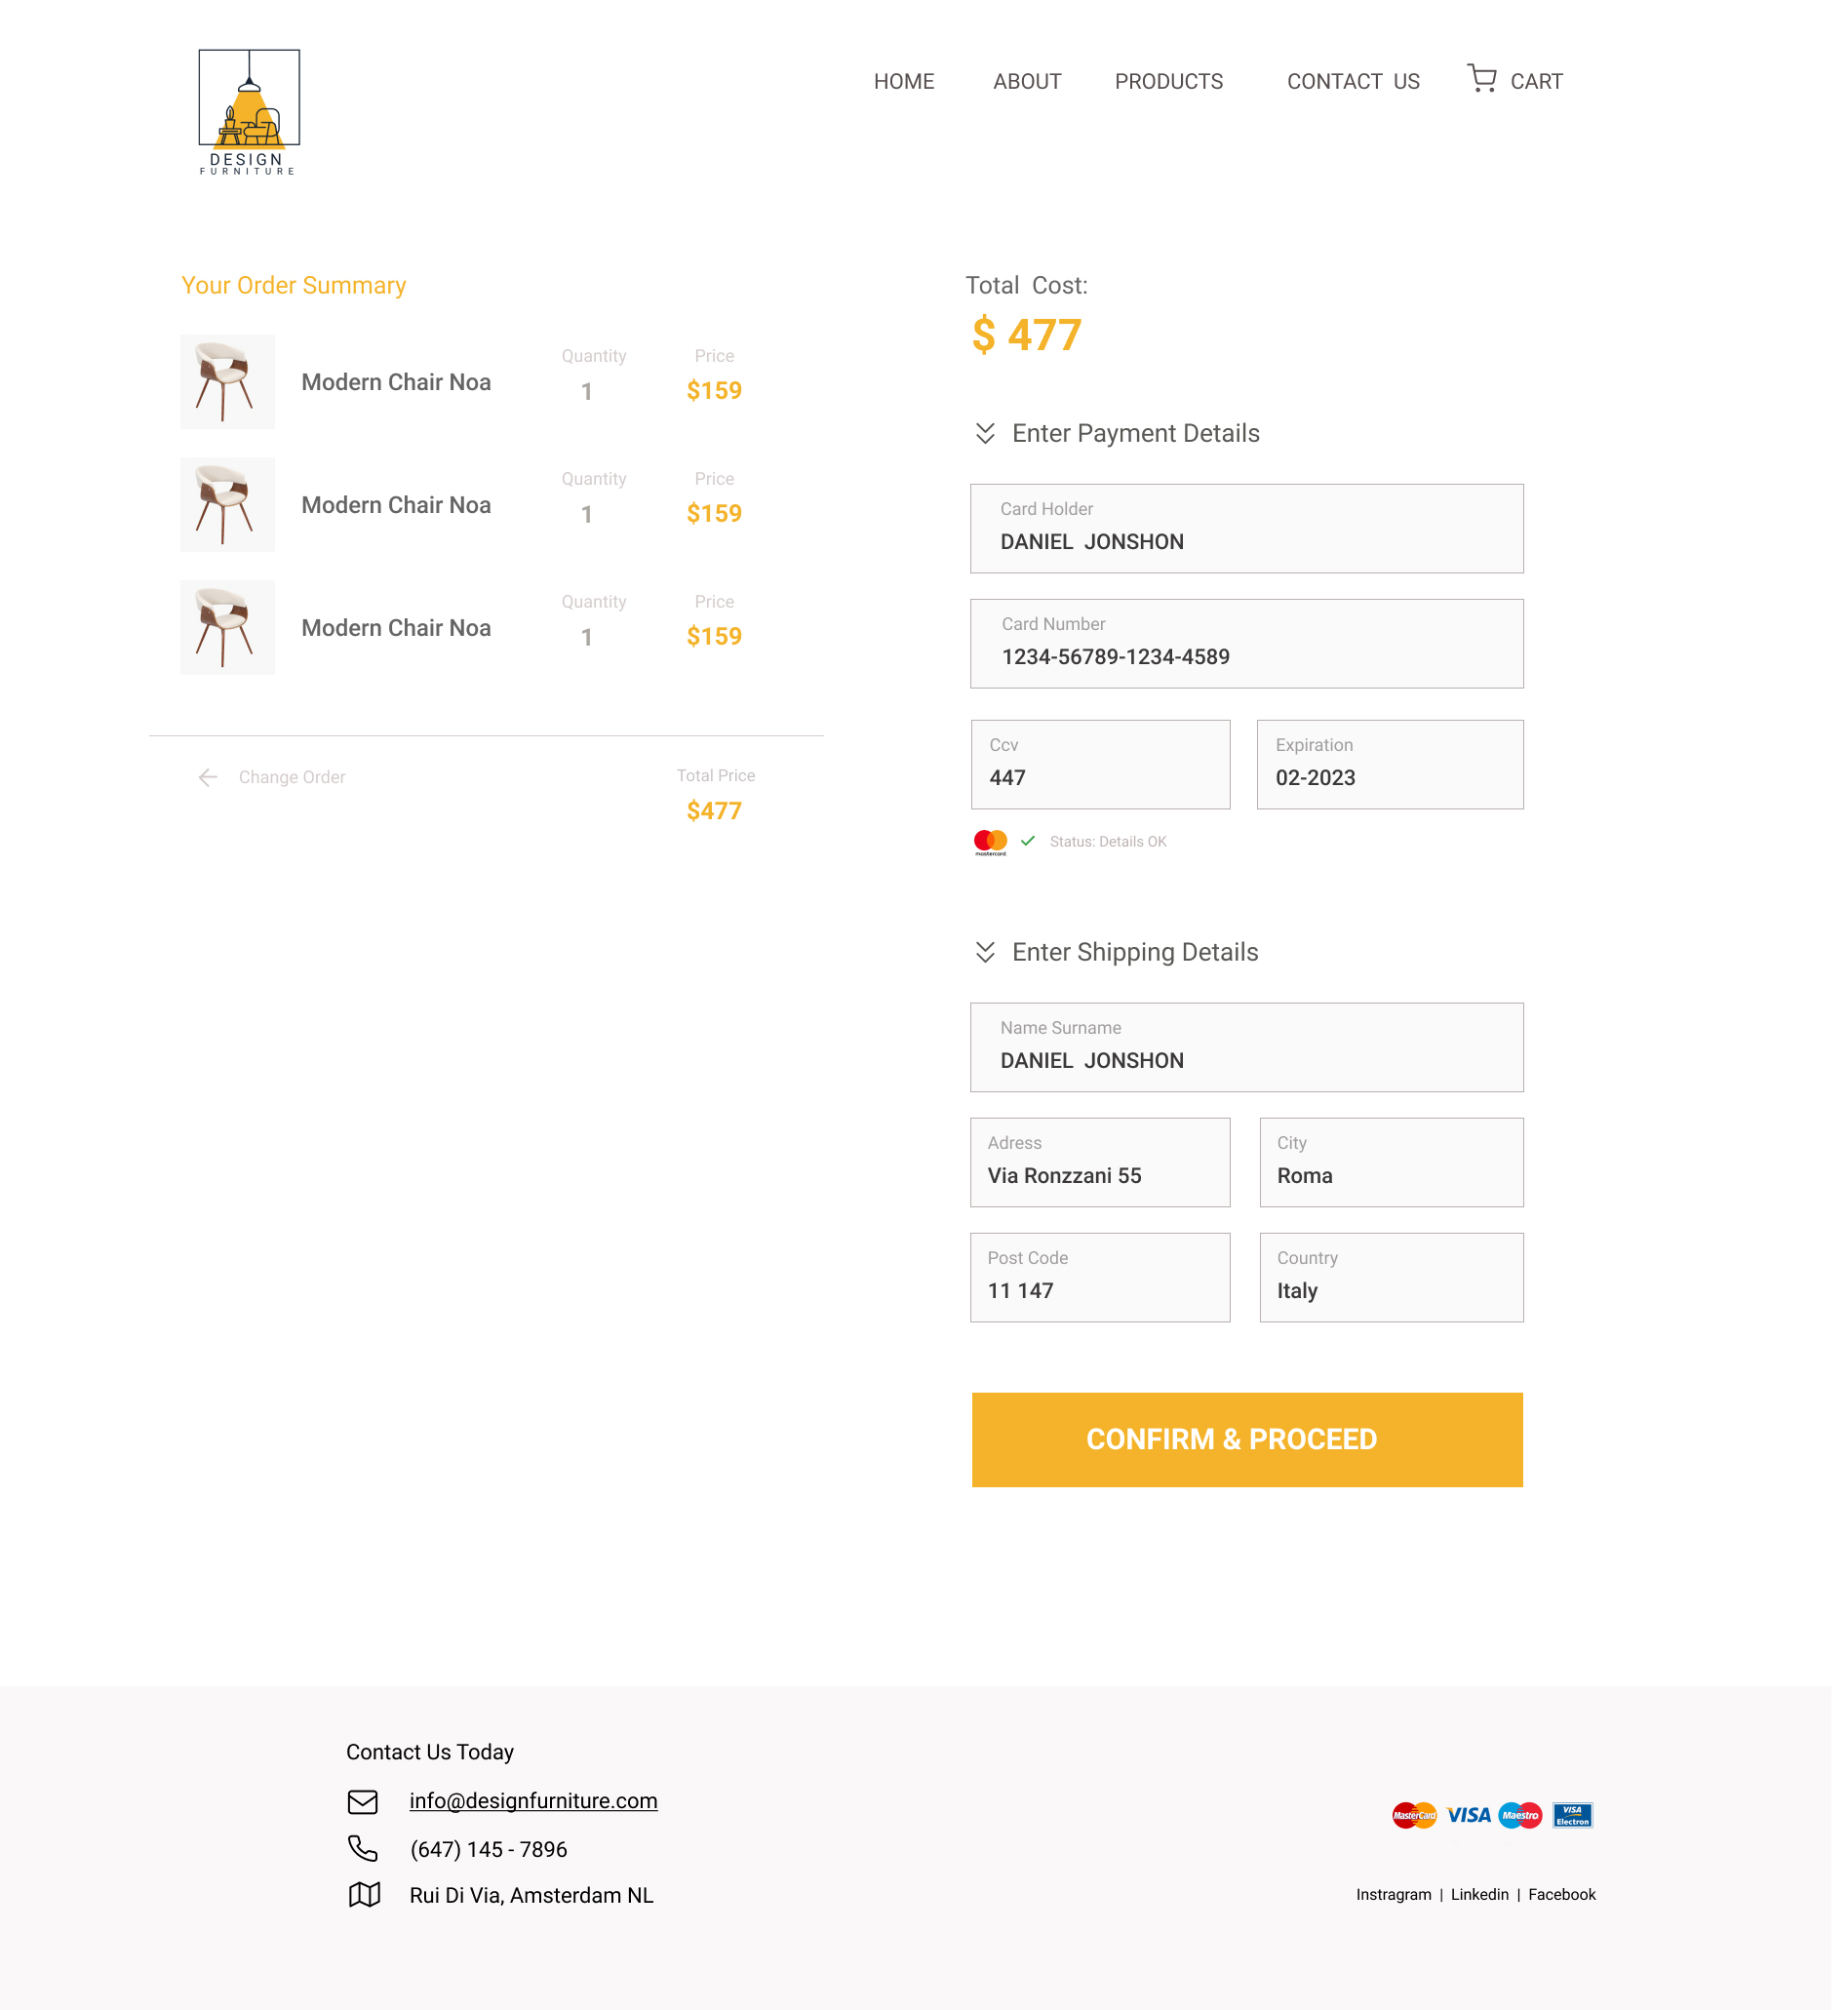 HOME ABOUT PRODUCTS CONTACT US CART
DESIGN
FURNITURE
Your Order Summary
Modern Chair Noa
Quantity
1
Price
$159
Modern Chair Noa
Quantity
1
Price
$159
Modern Chair Noa
Quantity
1
Price
$159
Change Order
Total Price
$477
Total Cost:
$ 477
Enter Payment Details
Card Holder
DANIEL JONSHON
Card Number
1234-56789-1234-4589
Ccv
447
Expiration
02-2023
mastercard
Status: Details OK
Enter Shipping Details
Name Surname
DANIEL JONSHON
Adress
Via Ronzzani 55
City
Roma
Post Code
11 147
Country
Italy
CONFIRM & PROCEED
Contact Us Today
info@designfurniture.com
(647) 145 - 7896
Rui Di Via, Amsterdam NL
MasterCard VISA Maestro VISA Electron
Instragram | Linkedin | Facebook